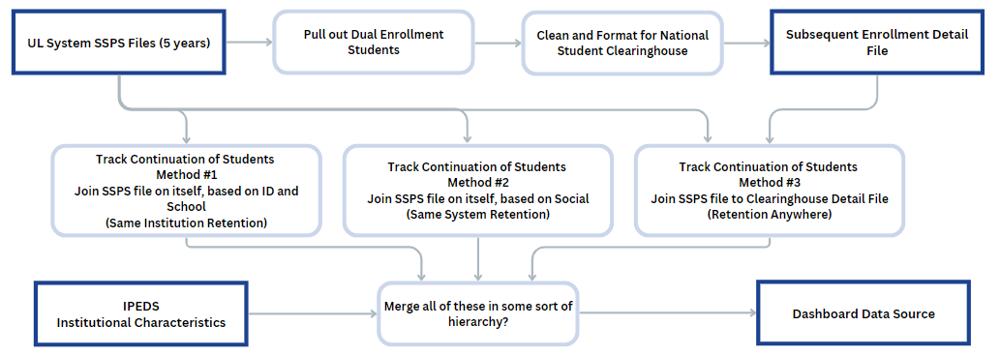 UL System SSPS Files (5 years)
Pull out Dual Enrollment
Students
Clean and Format for National
Student Clearinghouse
Subsequent Enrollment Detail
File
Track Continuation of Students
Method #1
Join SSPS file on itself, based on ID and
School
(Same Institution Retention)
Track Continuation of Students
Method #2
Join SSPS file on itself, based on Social
(Same System Retention)
Track Continuation of Students
Method #3
Join SSPS file to Clearinghouse Detail File
(Retention Anywhere)
IPEDS
Institutional Characteristics
Merge all of these in some sort of
hierarchy?
Dashboard Data Source